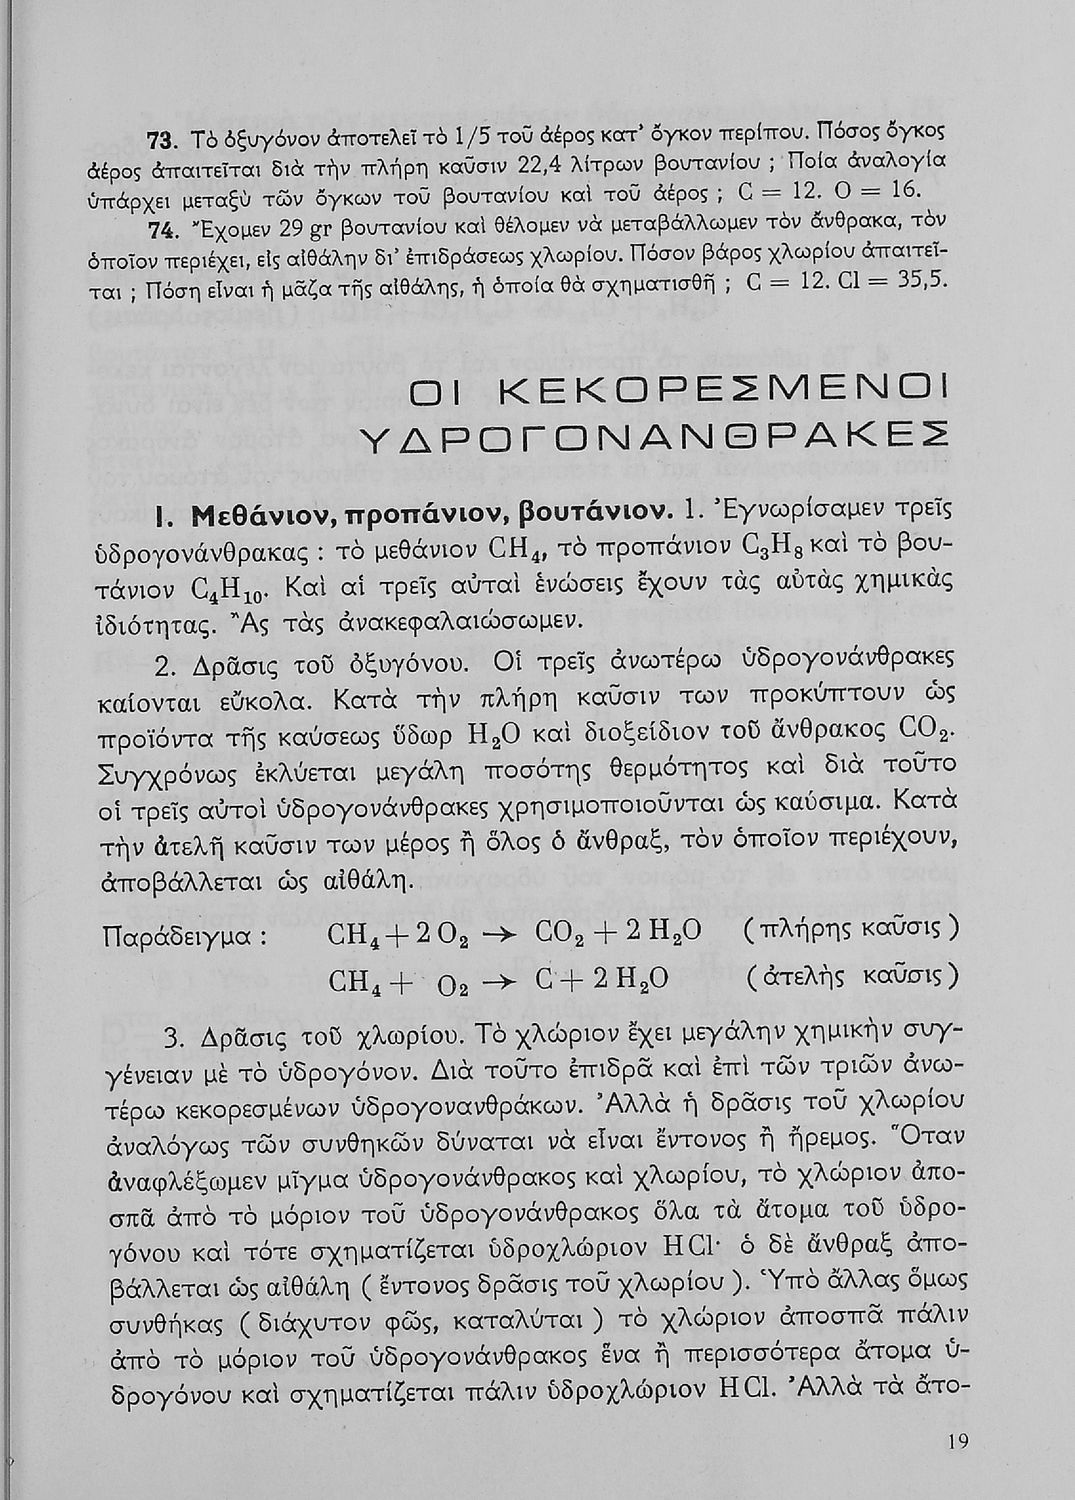 73. Τὸ ὀξυγόνον ἀποτελεῖ τὸ 1/5 τοῦ ἀέρος κατ’ ὄγκον περίπου. Πόσος ὄγκος
ἀέρος ἀπαιτεῖται διὰ τὴν πλήρη καῦσιν 22,4 λίτρων βουτανίου ; Ποία ἀναλογία
ὑπάρχει μεταξὺ τῶν ὄγκων τοῦ βουτανίου καὶ τοῦ ἀέρος ; C = 12. O = 16.
74. Ἔχομεν 29 gr βουτανίου καὶ θέλομεν νὰ μεταβάλλωμεν τὸν ἄνθρακα, τὸν
ὁποῖον περιέχει, εἰς αἰθάλην δι’ ἐπιδράσεως χλωρίου. Πόσον βάρος χλωρίου ἀπαιτεῖ-
ται ; Πόση εἶναι ἡ μᾶζα τῆς αἰθάλης, ἡ ὁποία θὰ σχηματισθῆ ; C = 12. Cl = 35,5.
ΟΙ ΚΕΚΟΡΕΣΜΕΝΟΙ
ΥΔΡΟΓΟΝΑΝΘΡΑΚΕΣ
I. Μεθάνιον, προπάνιον, βουτάνιον. 1. Ἐγνωρίσαμεν τρεῖς
ὑδρογονάνθρακας : τὸ μεθάνιον CH₄, τὸ προπάνιον C₃H₈ καὶ τὸ βου-
τάνιον C₄H₁₀. Καὶ αἱ τρεῖς αὐταὶ ἑνώσεις ἔχουν τὰς αὐτὰς χημικὰς
ἰδιότητας. Ἂς τὰς ἀνακεφαλαιώσωμεν.
2. Δρᾶσις τοῦ ὀξυγόνου. Οἱ τρεῖς ἀνωτέρω ὑδρογονάνθρακες
καίονται εὔκολα. Κατὰ τὴν πλήρη καῦσιν των προκύπτουν ὡς
προϊόντα τῆς καύσεως ὕδωρ H₂O καὶ διοξείδιον τοῦ ἄνθρακος CO₂.
Συγχρόνως ἐκλύεται μεγάλη ποσότης θερμότητος καὶ διὰ τοῦτο
οἱ τρεῖς αὐτοὶ ὑδρογονάνθρακες χρησιμοποιοῦνται ὡς καύσιμα. Κατὰ
τὴν ἀτελῆ καῦσιν των μέρος ἢ ὅλος ὁ ἄνθραξ, τὸν ὁποῖον περιέχουν,
ἀποβάλλεται ὡς αἰθάλη.
Παράδειγμα : CH₄ + 2 O₂ → CO₂ + 2 H₂O ( πλήρης καῦσις )
CH₄ + O₂ → C + 2 H₂O ( ἀτελὴς καῦσις )
3. Δρᾶσις τοῦ χλωρίου. Τὸ χλώριον ἔχει μεγάλην χημικὴν συγ-
γένειαν μὲ τὸ ὑδρογόνον. Διὰ τοῦτο ἐπιδρᾶ καὶ ἐπὶ τῶν τριῶν ἀνω-
τέρω κεκορεσμένων ὑδρογονανθράκων. Ἀλλὰ ἡ δρᾶσις τοῦ χλωρίου
ἀναλόγως τῶν συνθηκῶν δύναται νὰ εἶναι ἔντονος ἢ ἤρεμος. Ὅταν
ἀναφλέξωμεν μῖγμα ὑδρογονάνθρακος καὶ χλωρίου, τὸ χλώριον ἀπο-
σπᾶ ἀπὸ τὸ μόριον τοῦ ὑδρογονάνθρακος ὅλα τὰ ἄτομα τοῦ ὑδρο-
γόνου καὶ τότε σχηματίζεται ὑδροχλώριον HCl· ὁ δὲ ἄνθραξ ἀπο-
βάλλεται ὡς αἰθάλη ( ἔντονος δρᾶσις τοῦ χλωρίου ). Ὑπὸ ἄλλας ὅμως
συνθήκας ( διάχυτον φῶς, καταλύται ) τὸ χλώριον ἀποσπᾶ πάλιν
ἀπὸ τὸ μόριον τοῦ ὑδρογονάνθρακος ἕνα ἢ περισσότερα ἄτομα ὑ-
δρογόνου καὶ σχηματίζεται πάλιν ὑδροχλώριον HCl. Ἀλλὰ τὰ ἄτο-
19